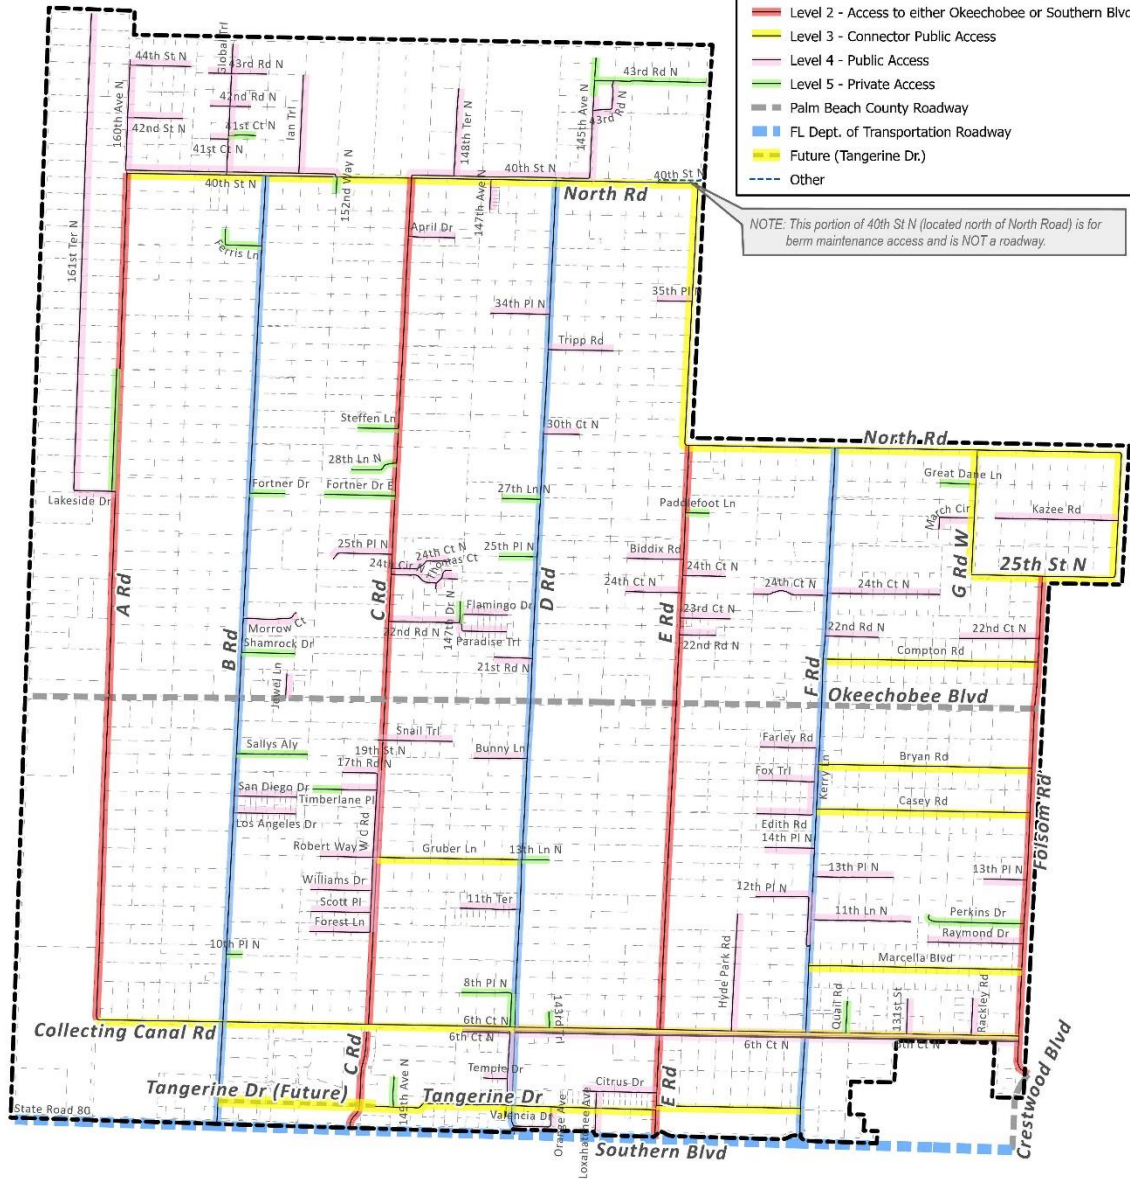 Level 2 - Access to either Okeechobee or Southern Blvd
Level 3 - Connector Public Access
Level 4 - Public Access
Level 5 - Private Access
Palm Beach County Roadway
FL Dept. of Transportation Roadway
Future (Tangerine Dr.)
Other
NOTE: This portion of 40th St N (located north of North Road) is for
berm maintenance access and is NOT a roadway.
44th St N
Global Trl
43rd Rd N
42nd Rd N
160th Ave N
42nd St N
41st Ct N
41st Ct N
Ian Trl
148th Ter N
145th Ave N
43rd Rd N
43rd Rd N
40th St N
152nd Way N
40th St N
147th Ave N
40th St N
North Rd
161st Ter N
Ferris Ln
April Dr
35th Pl N
34th Pl N
Tripp Rd
Steffen Ln
30th Ct N
28th Ln N
North Rd
Great Dane Ln
Lakeside Dr
Fortner Dr
Fortner Dr E
27th Ln N
Paddlefoot Ln
March Cir
Kazee Rd
25th Pl N
24th Ct N
24th Cir N
Thomas Ct
25th Pl N
Biddix Rd
24th Ct N
24th Ct N
24th Ct N
24th Ct N
G Rd W
25th St N
A Rd
B Rd
C Rd
D Rd
E Rd
F Rd
Morrow Ct
Shamrock Dr
Jewel Ln
22nd Rd N
147th Dr N
Flamingo Dr
Paradise Trl
21st Rd N
23rd Ct N
22nd Rd N
22nd Rd N
22nd Ct N
Compton Rd
Okeechobee Blvd
Snail Trl
Sallys Aly
19th St N
17th Rd N
Bunny Ln
Farley Rd
Fox Trl
Kerry Ln
Bryan Rd
San Diego Dr
Timberlane Pl
Los Angeles Dr
W C Rd
Edith Rd
Casey Rd
Folsom Rd
14th Pl N
Robert Way
Gruber Ln
13th Ln N
13th Pl N
13th Pl N
Williams Dr
Scott Pl
Forest Ln
11th Ter
12th Pl N
11th Ln N
Perkins Dr
Raymond Dr
10th Pl N
Hyde Park Rd
Marcella Blvd
8th Pl N
143rd Trl
Quail Rd
131st St
Rackley Rd
Collecting Canal Rd
6th Ct N
6th Ct N
6th Ct N
6th Ct N
C Rd
E Rd
Temple Dr
Citrus Dr
Tangerine Dr (Future)
149th Ave N
Tangerine Dr
Valencia Dr
Orange Ave
Loxahatchee Ave
State Road 80
Southern Blvd
Crestwood Blvd